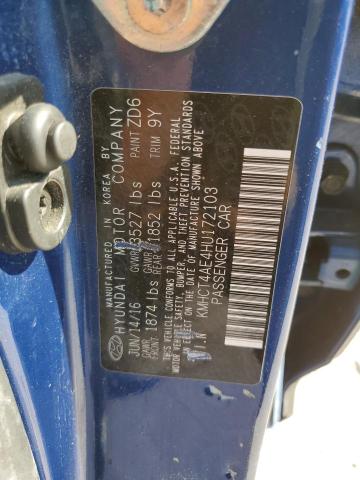 MANUFACTURED IN KOREA BY
HYUNDAI MOTOR COMPANY
JUN/14/16 GVWR/3527 lbs PAINT ZD6
GAWR FRONT 1874 lbs GAWR REAR 1852 lbs TRIM 9Y
THIS VEHICLE CONFORMS TO ALL APPLICABLE U.S.A. FEDERAL
MOTOR VEHICLE SAFETY, BUMPER, AND THEFT PREVENTION STANDARDS
IN EFFECT ON THE DATE OF MANUFACTURE SHOWN ABOVE.
V.I.N KMHCT4AE4HU172103
PASSENGER CAR